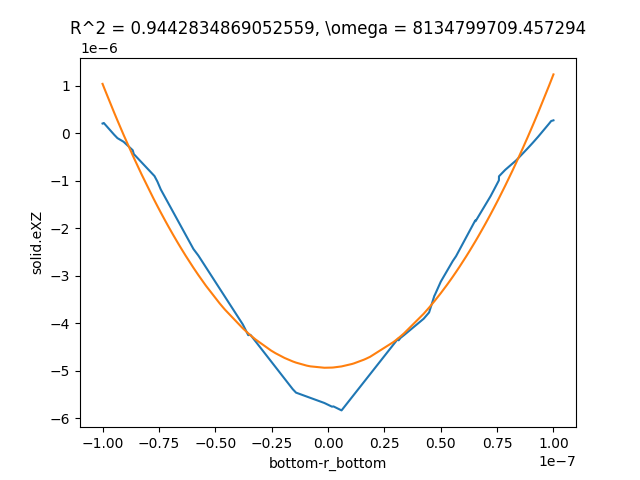 R^2 = 0.9442834869052559, \omega = 8134799709.457294
1e−6
1
0
−1
−2
−3
−4
−5
−6
solid.eXZ
−1.00 −0.75 −0.50 −0.25 0.00 0.25 0.50 0.75 1.00
1e−7
bottom-r_bottom